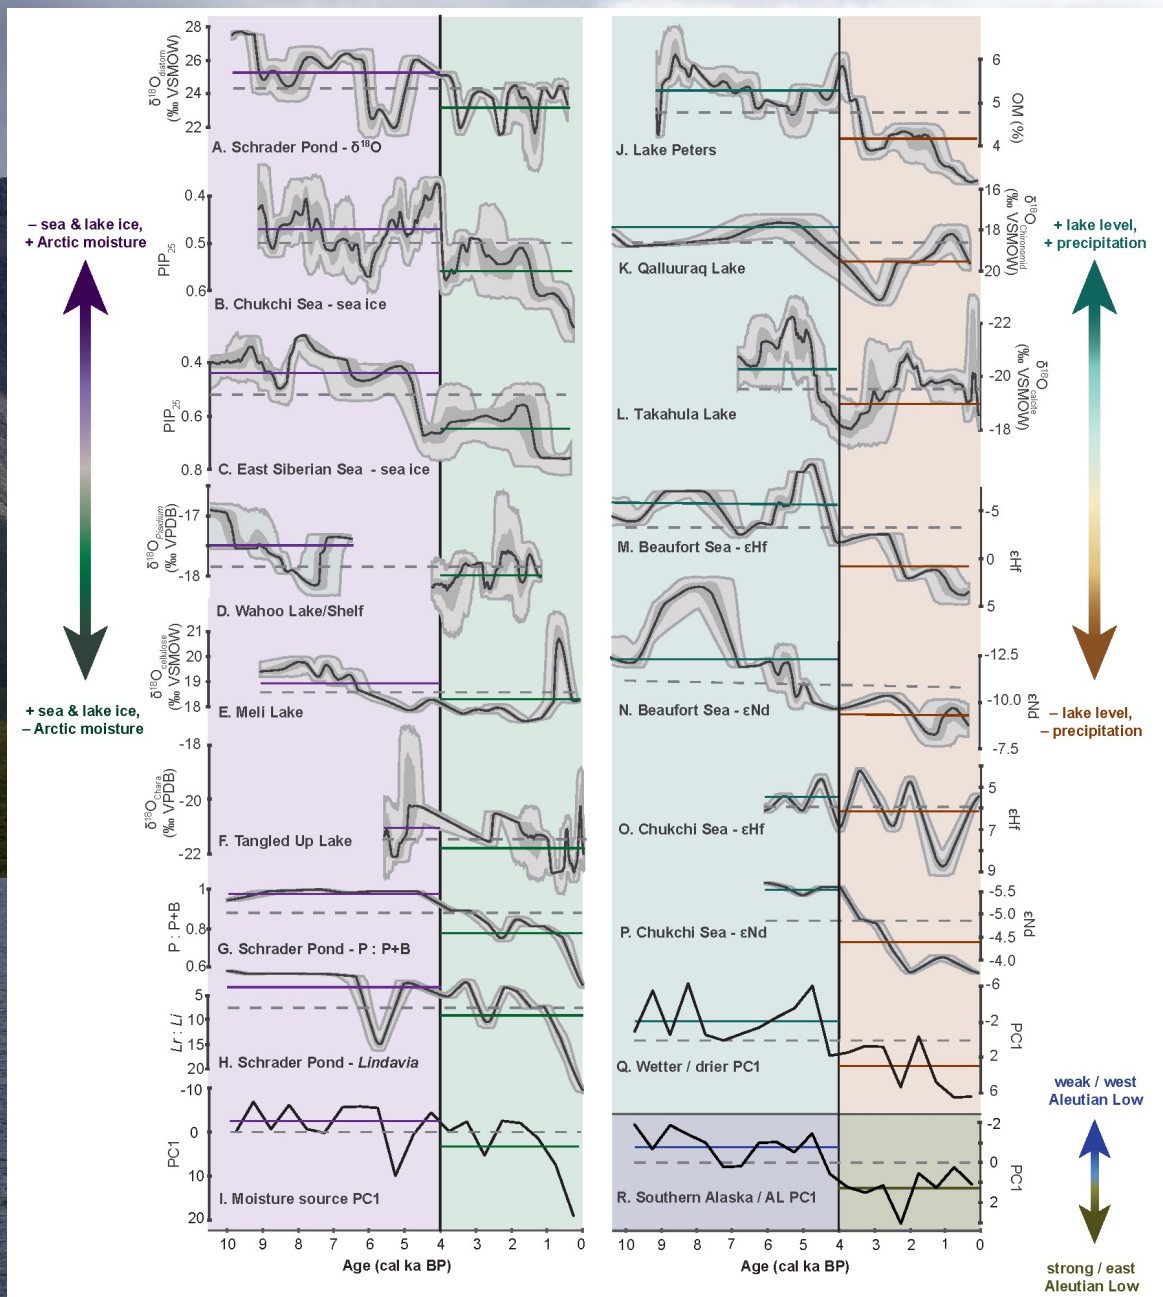 28
26
24
22
δ18Odiatom
(‰ VSMOW)
A. Schrader Pond - δ18O
0.4
0.5
0.6
PIP25
B. Chukchi Sea - sea ice
0.4
0.6
0.8
PIP25
C. East Siberian Sea - sea ice
-17
-18
δ18OPisidium
(‰ VPDB)
D. Wahoo Lake/Shelf
21
20
19
18
δ18Ocellulose
(‰ VSMOW)
E. Meli Lake
-18
-20
-22
δ18OChara
(‰ VPDB)
F. Tangled Up Lake
1
0.8
0.6
P : P+B
G. Schrader Pond - P : P+B
5
10
15
20
Lr : Li
H. Schrader Pond - Lindavia
-10
0
10
20
PC1
I. Moisture source PC1
10 9 8 7 6 5 4 3 2 1 0
Age (cal ka BP)
– sea & lake ice,
+ Arctic moisture
+ sea & lake ice,
– Arctic moisture
6
5
4
OM (%)
J. Lake Peters
16
18
20
δ18OChironomid
(‰ VSMOW)
K. Qalluuraq Lake
-22
-20
-18
δ18Ocalcite
(‰ VSMOW)
L. Takahula Lake
-5
0
5
εHf
M. Beaufort Sea - εHf
-12.5
-10.0
-7.5
εNd
N. Beaufort Sea - εNd
5
7
9
εHf
O. Chukchi Sea - εHf
-5.5
-5.0
-4.5
-4.0
εNd
P. Chukchi Sea - εNd
-6
-2
2
6
PC1
Q. Wetter / drier PC1
-2
0
2
PC1
R. Southern Alaska / AL PC1
10 9 8 7 6 5 4 3 2 1 0
Age (cal ka BP)
+ lake level,
+ precipitation
– lake level,
– precipitation
weak / west
Aleutian Low
strong / east
Aleutian Low